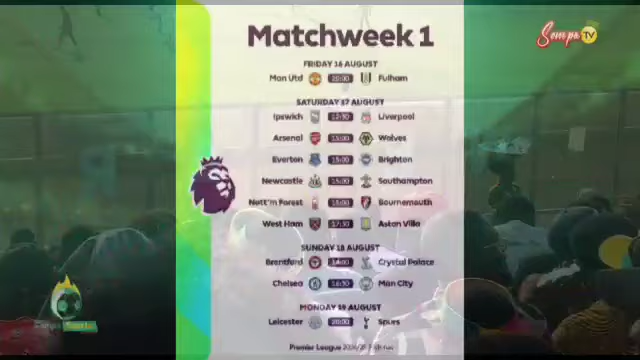 Sompa TV
Matchweek 1
FRIDAY 16 AUGUST
Man Utd 20:00 Fulham
SATURDAY 17 AUGUST
Ipswich 12:30 Liverpool
Arsenal 15:00 Wolves
Everton 15:00 Brighton
Newcastle 15:00 Southampton
Nott'm Forest 15:00 Bournemouth
West Ham 17:30 Aston Villa
SUNDAY 18 AUGUST
Brentford 14:00 Crystal Palace
Chelsea 16:30 Man City
MONDAY 19 AUGUST
Leicester 20:00 Spurs
Premier League